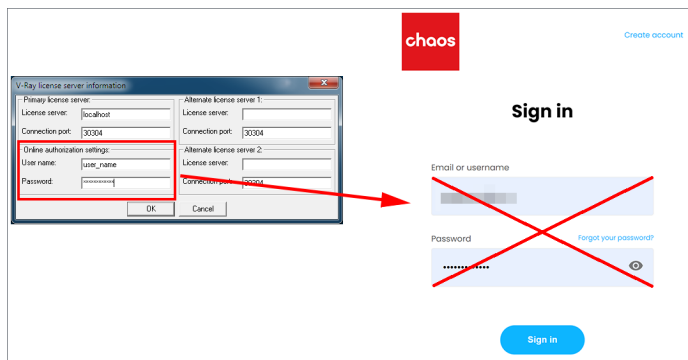 V-Ray license server information
Primary license server:
License server: localhost
Connection port: 30304
Alternate license server 1:
License server:
Connection port: 30304
Online authorization settings:
User name: user_name
Password: ************
Alternate license server 2:
License server:
Connection port: 30304
OK Cancel
chaos
Create account
Sign in
Email or username
Password Forgot your password?
Sign in